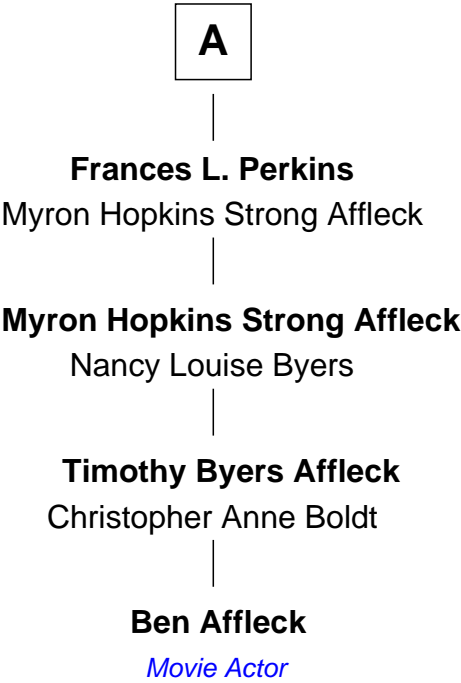 A
Frances L. Perkins
Myron Hopkins Strong Affleck
Myron Hopkins Strong Affleck
Nancy Louise Byers
Timothy Byers Affleck
Christopher Anne Boldt
Ben Affleck
Movie Actor